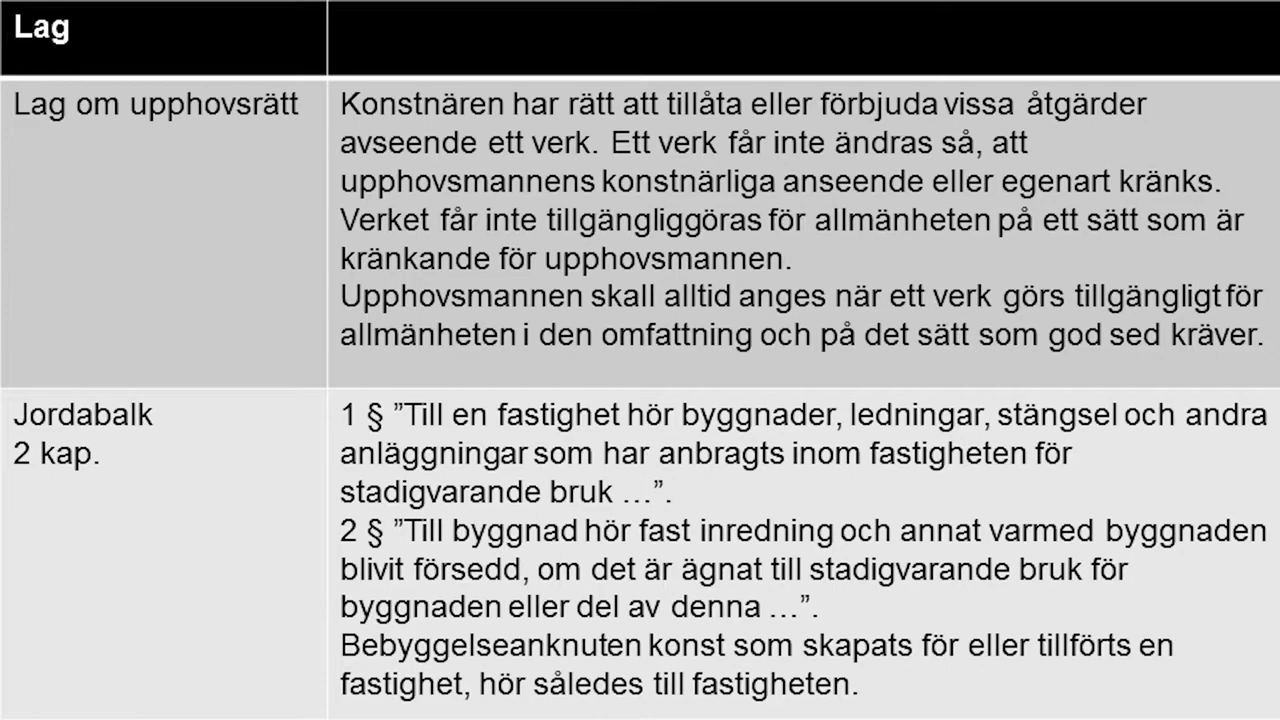 Lag
Lag om upphovsrätt
Konstnären har rätt att tillåta eller förbjuda vissa åtgärder
avseende ett verk. Ett verk får inte ändras så, att
upphovsmannens konstnärliga anseende eller egenart kränks.
Verket får inte tillgängliggöras för allmänheten på ett sätt som är
kränkande för upphovsmannen.
Upphovsmannen skall alltid anges när ett verk görs tillgängligt för
allmänheten i den omfattning och på det sätt som god sed kräver.
Jordabalk
2 kap.
1 § ”Till en fastighet hör byggnader, ledningar, stängsel och andra
anläggningar som har anbragts inom fastigheten för
stadigvarande bruk …”.
2 § ”Till byggnad hör fast inredning och annat varmed byggnaden
blivit försedd, om det är ägnat till stadigvarande bruk för
byggnaden eller del av denna …”.
Bebyggelseanknuten konst som skapats för eller tillförts en
fastighet, hör således till fastigheten.